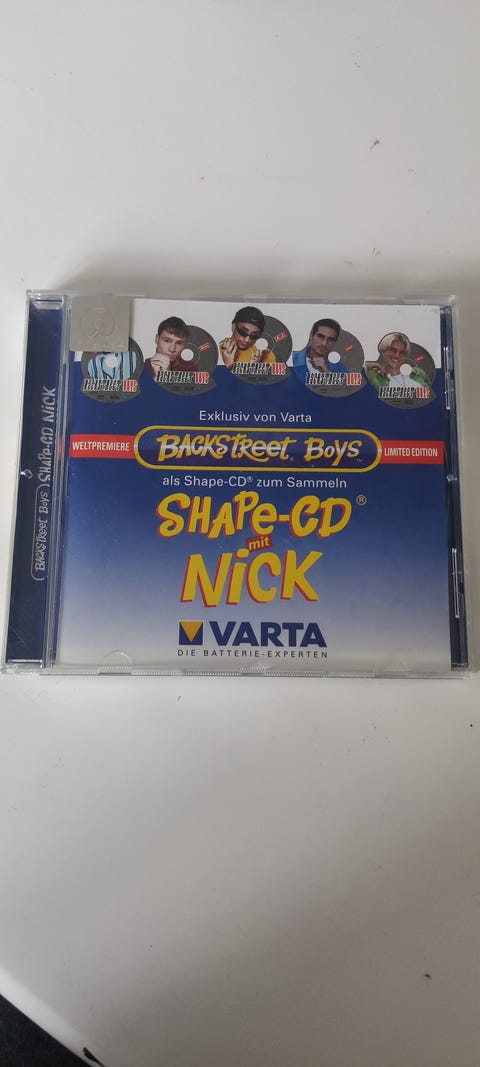 Exklusiv von Varta
WELTPREMIERE
BACKSTREET BOYS™
LIMITED EDITION
als Shape-CD® zum Sammeln
SHAPE-CD®
mit
NiCK
VARTA
DIE BATTERIE-EXPERTEN
BACKSTREET BOYS SHAPE-CD NiCK